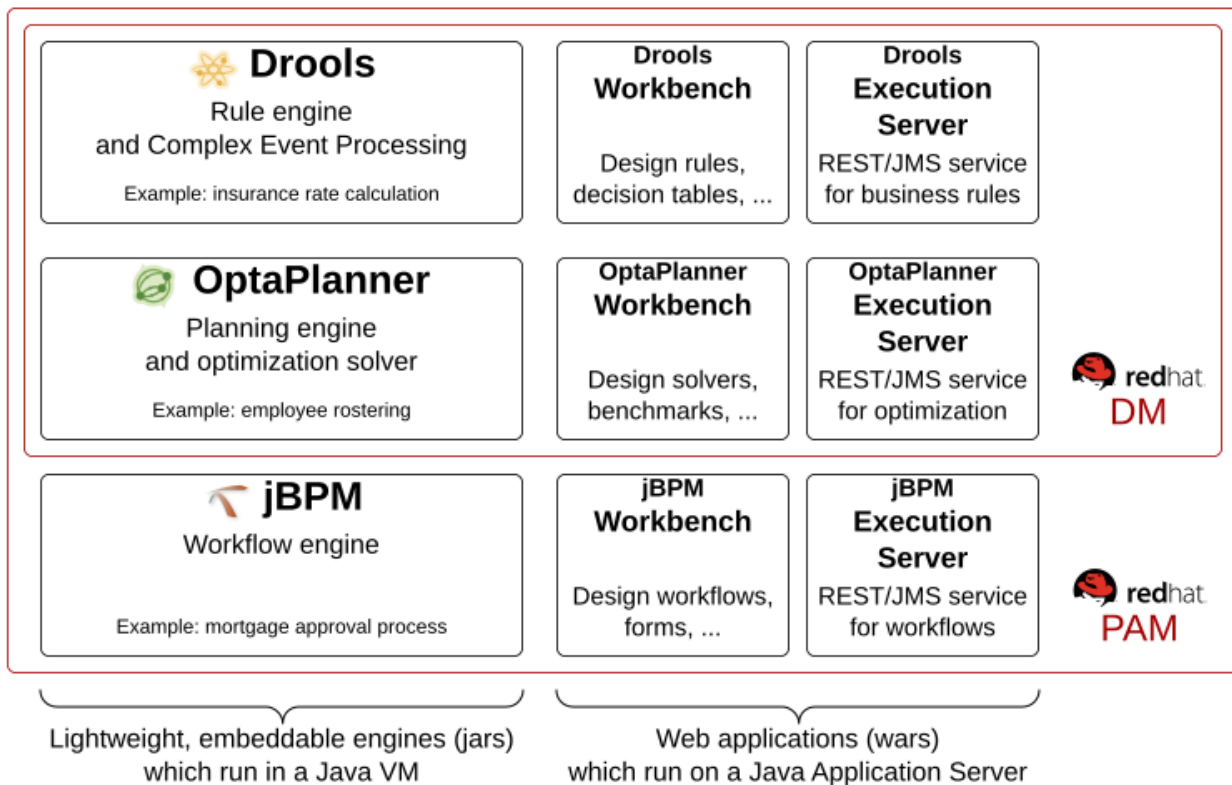 Drools
Rule engine
and Complex Event Processing
Example: insurance rate calculation
Drools
Workbench
Design rules,
decision tables, ...
Drools
Execution
Server
REST/JMS service
for business rules
OptaPlanner
Planning engine
and optimization solver
Example: employee rostering
OptaPlanner
Workbench
Design solvers,
benchmarks, ...
OptaPlanner
Execution
Server
REST/JMS service
for optimization
redhat.
DM
jBPM
Workflow engine
Example: mortgage approval process
jBPM
Workbench
Design workflows,
forms, ...
jBPM
Execution
Server
REST/JMS service
for workflows
redhat.
PAM
Lightweight, embeddable engines (jars)
which run in a Java VM
Web applications (wars)
which run on a Java Application Server